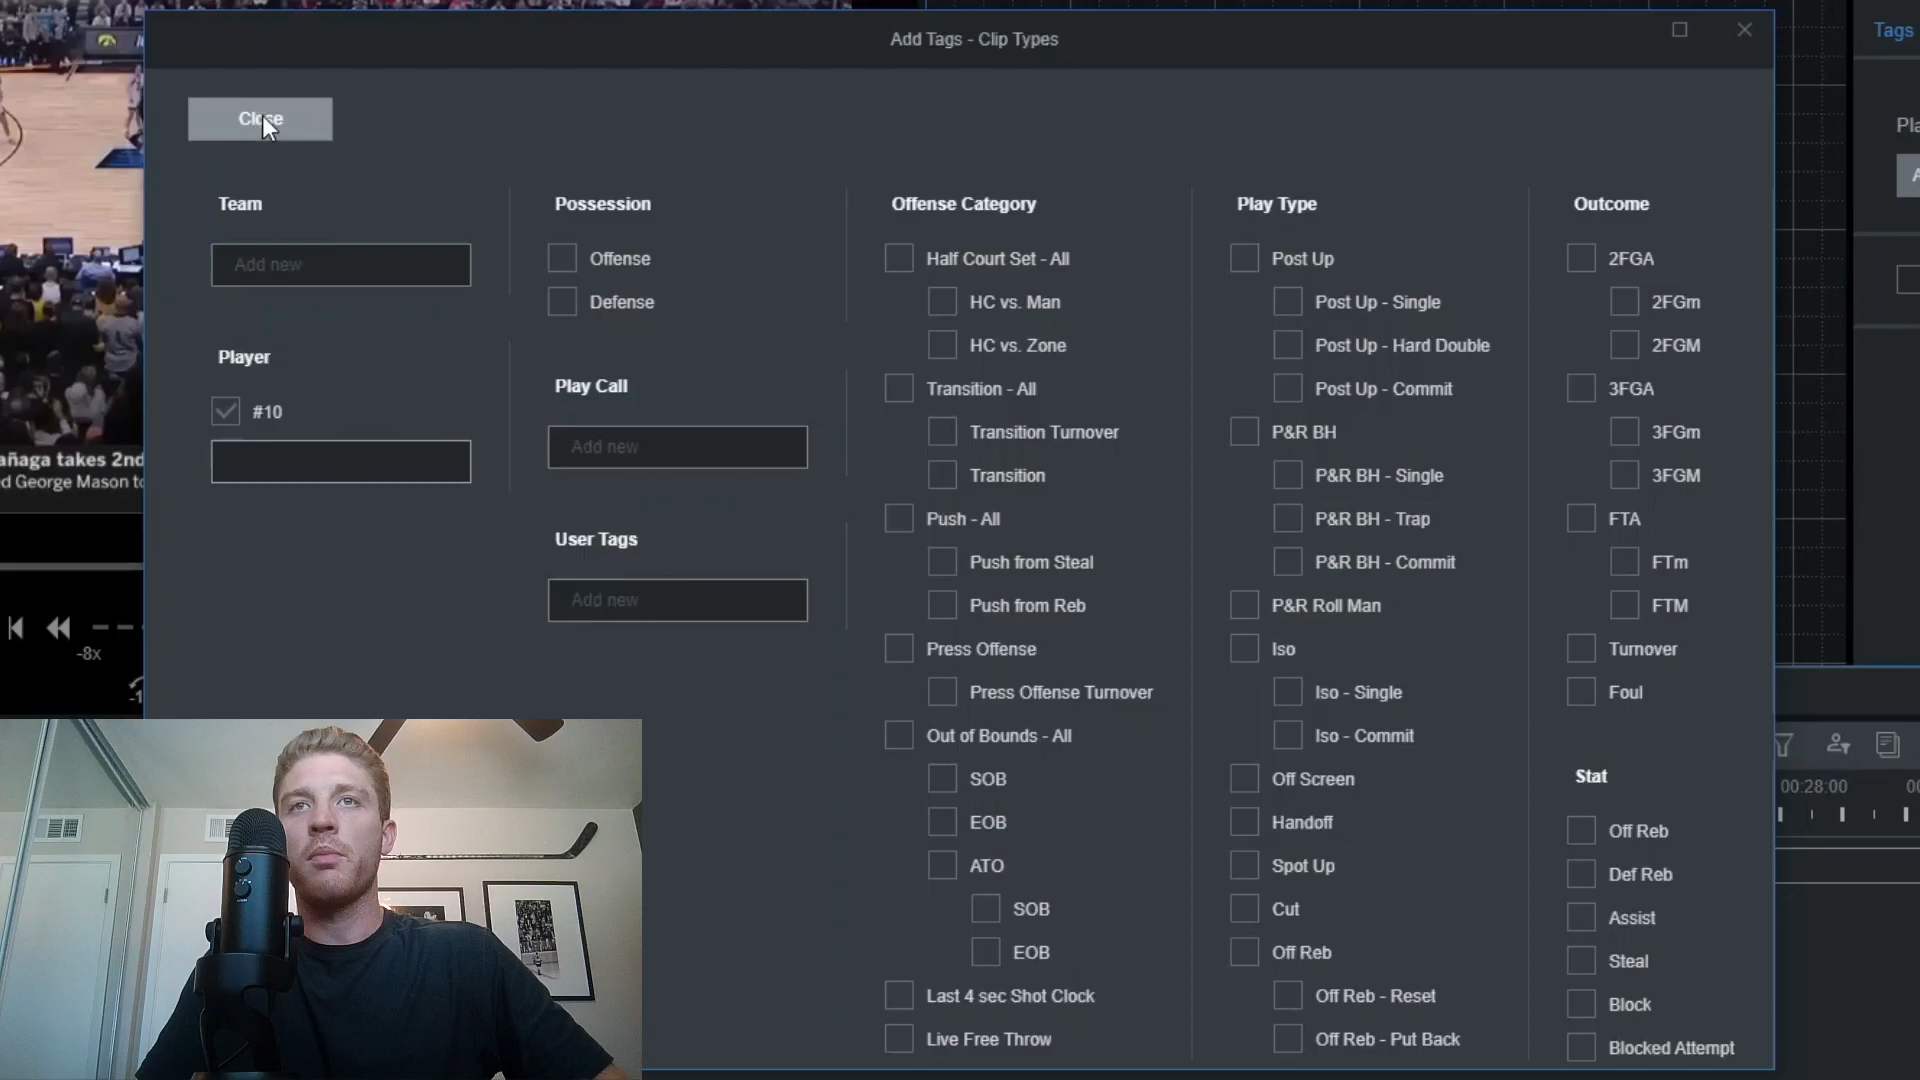 Add Tags - Clip Types
Tags
Close
Team
Add new
Player
#10
Possession
Offense
Defense
Play Call
Add new
User Tags
Add new
Offense Category
Half Court Set - All
HC vs. Man
HC vs. Zone
Transition - All
Transition Turnover
Transition
Push - All
Push from Steal
Push from Reb
Press Offense
Press Offense Turnover
Out of Bounds - All
SOB
EOB
ATO
SOB
EOB
Last 4 sec Shot Clock
Live Free Throw
Play Type
Post Up
Post Up - Single
Post Up - Hard Double
Post Up - Commit
P&R BH
P&R BH - Single
P&R BH - Trap
P&R BH - Commit
P&R Roll Man
Iso
Iso - Single
Iso - Commit
Off Screen
Handoff
Spot Up
Cut
Off Reb
Off Reb - Reset
Off Reb - Put Back
Outcome
2FGA
2FGm
2FGM
3FGA
3FGm
3FGM
FTA
FTm
FTM
Turnover
Foul
Stat
Off Reb
Def Reb
Assist
Steal
Block
Blocked Attempt
Pla
A
añaga takes 2nd
d George Mason to
-8x
-1
00:28:00
00